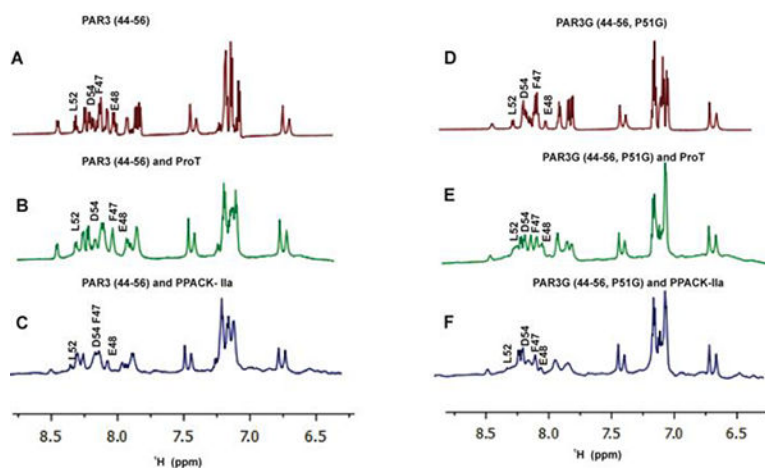 PAR3 (44-56)
A
L52
D54
F47
E48
PAR3 (44-56) and ProT
B
L52
D54
F47
E48
PAR3 (44-56) and PPACK- IIa
C
L52
D54 F47
E48
8.5 8.0 7.5 7.0 6.5
¹H (ppm)
PAR3G (44-56, P51G)
D
L52
D54
F47
E48
PAR3G (44-56, P51G) and ProT
E
L52
D54
F47
E48
PAR3G (44-56, P51G) and PPACK-IIa
F
L52
D54
F47
E48
8.5 8.0 7.5 7.0 6.5
¹H (ppm)